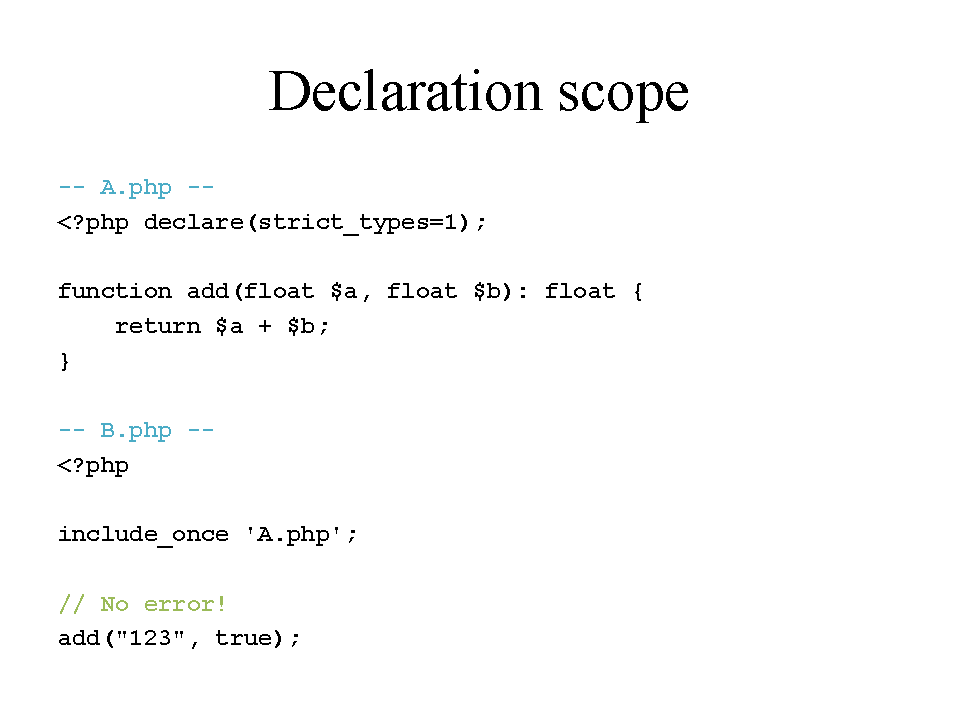 Declaration scope
-- A.php --
<?php declare(strict_types=1);
function add(float $a, float $b): float {
    return $a + $b;
}
-- B.php --
<?php
include_once 'A.php';
// No error!
add("123", true);